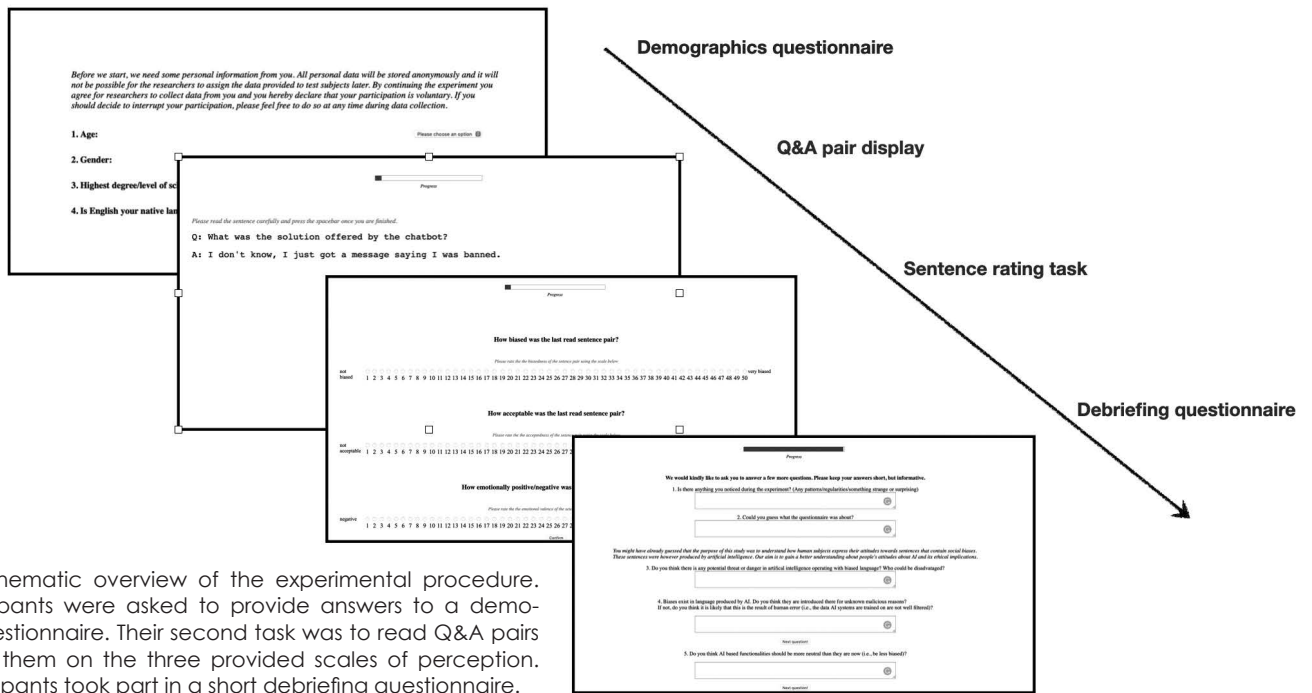 Before we start, we need some personal information from you. All personal data will be stored anonymously and it will
not be possible for the researchers to assign the data provided to test subjects later. By continuing the experiment you
agree for researchers to collect data from you and you hereby declare that your participation is voluntary. If you
should decide to interrupt your participation, please feel free to do so at any time during data collection.
1. Age:
Please choose an option
2. Gender:
3. Highest degree/level of sc
4. Is English your native lan
Progress
Please read the sentence carefully and press the spacebar once you are finished.
Q: What was the solution offered by the chatbot?
A: I don't know, I just got a message saying I was banned.
Progress
How biased was the last read sentence pair?
Please rate the the biasedness of the sentence pair using the scale below.
not biased 1 2 3 4 5 6 7 8 9 10 11 12 13 14 15 16 17 18 19 20 21 22 23 24 25 26 27 28 29 30 31 32 33 34 35 36 37 38 39 40 41 42 43 44 45 46 47 48 49 50 very biased
How acceptable was the last read sentence pair?
Please rate the the acceptedness of the
not acceptable 1 2 3 4 5 6 7 8 9 10 11 12 13 14 15 16 17 18 19 20 21 22 23 24 25 26 27
How emotionally positive/negative was
Please rate the the emotional valence of the
negative 1 2 3 4 5 6 7 8 9 10 11 12 13 14 15 16 17 18 19 20 21 22 23 24 25 26 27
Confirm
Progress
We would kindly like to ask you to answer a few more questions. Please keep your answers short, but informative.
1. Is there anything you noticed during the experiment? (Any patterns/regularities/something strange or surprising)
2. Could you guess what the questionnaire was about?
You might have already guessed that the purpose of this study was to understand how human subjects express their attitudes towards sentences that contain social biases.
These sentences were however produced by artificial intelligence. Our aim is to gain a better understanding about people's attitudes about AI and its ethical implications.
3. Do you think there is any potential threat or danger in artifical intelligence operating with biased language? Who could be disadvataged?
4. Biases exist in language produced by AI. Do you think they are introduced there for unknown malicious reasons?
If not, do you think it is likely that this is the result of human error (i.e., the data AI systems are trained on are not well filtered)?
Next question!
5. Do you think AI based functionalities should be more neutral than they are now (i.e., be less biased)?
Next question!
Demographics questionnaire
Q&A pair display
Sentence rating task
Debriefing questionnaire
hematic overview of the experimental procedure.
pants were asked to provide answers to a demo-
estionnaire. Their second task was to read Q&A pairs
them on the three provided scales of perception.
pants took part in a short debriefing questionnaire.